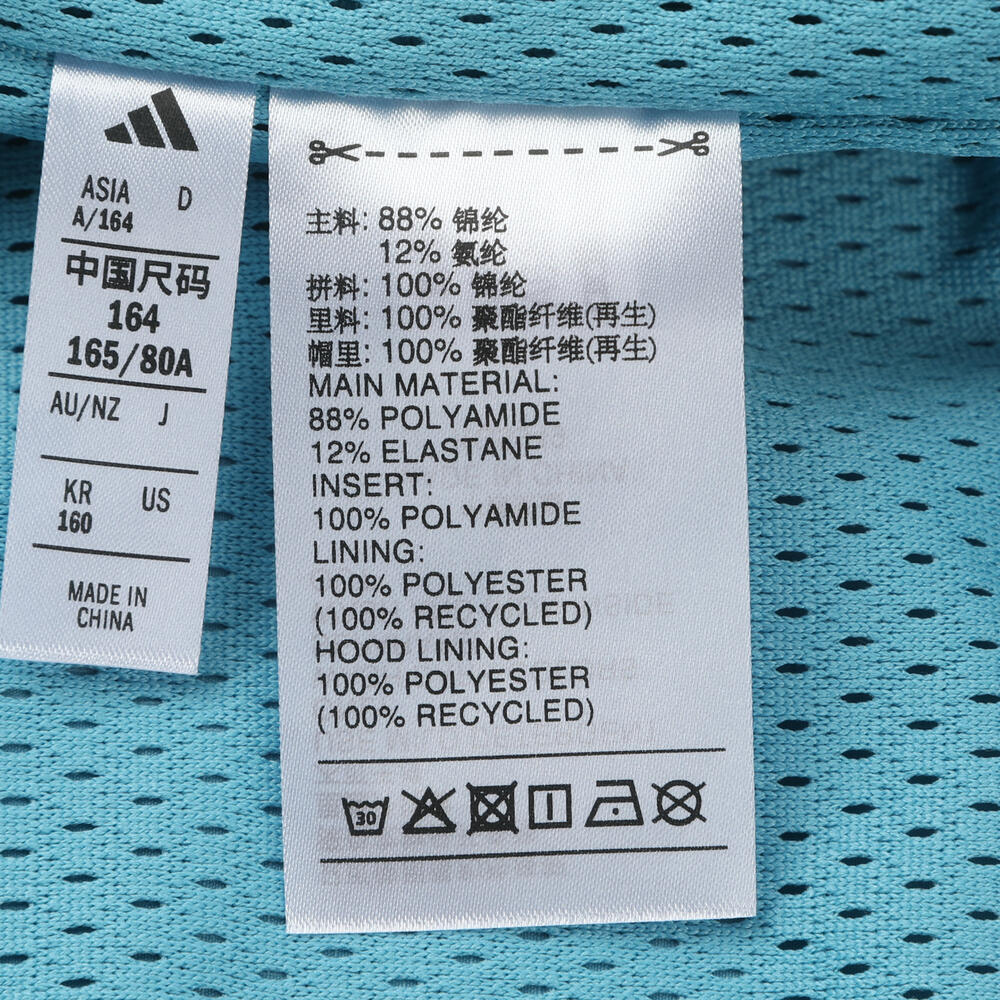 ASIA D
A/164
中国尺码
164
165/80A
AU/NZ J
KR US
160
MADE IN
CHINA
主料: 88% 锦纶
12% 氨纶
拼料: 100% 锦纶
里料: 100% 聚酯纤维(再生)
帽里: 100% 聚酯纤维(再生)
MAIN MATERIAL:
88% POLYAMIDE
12% ELASTANE
INSERT:
100% POLYAMIDE
LINING:
100% POLYESTER
(100% RECYCLED)
HOOD LINING:
100% POLYESTER
(100% RECYCLED)
30